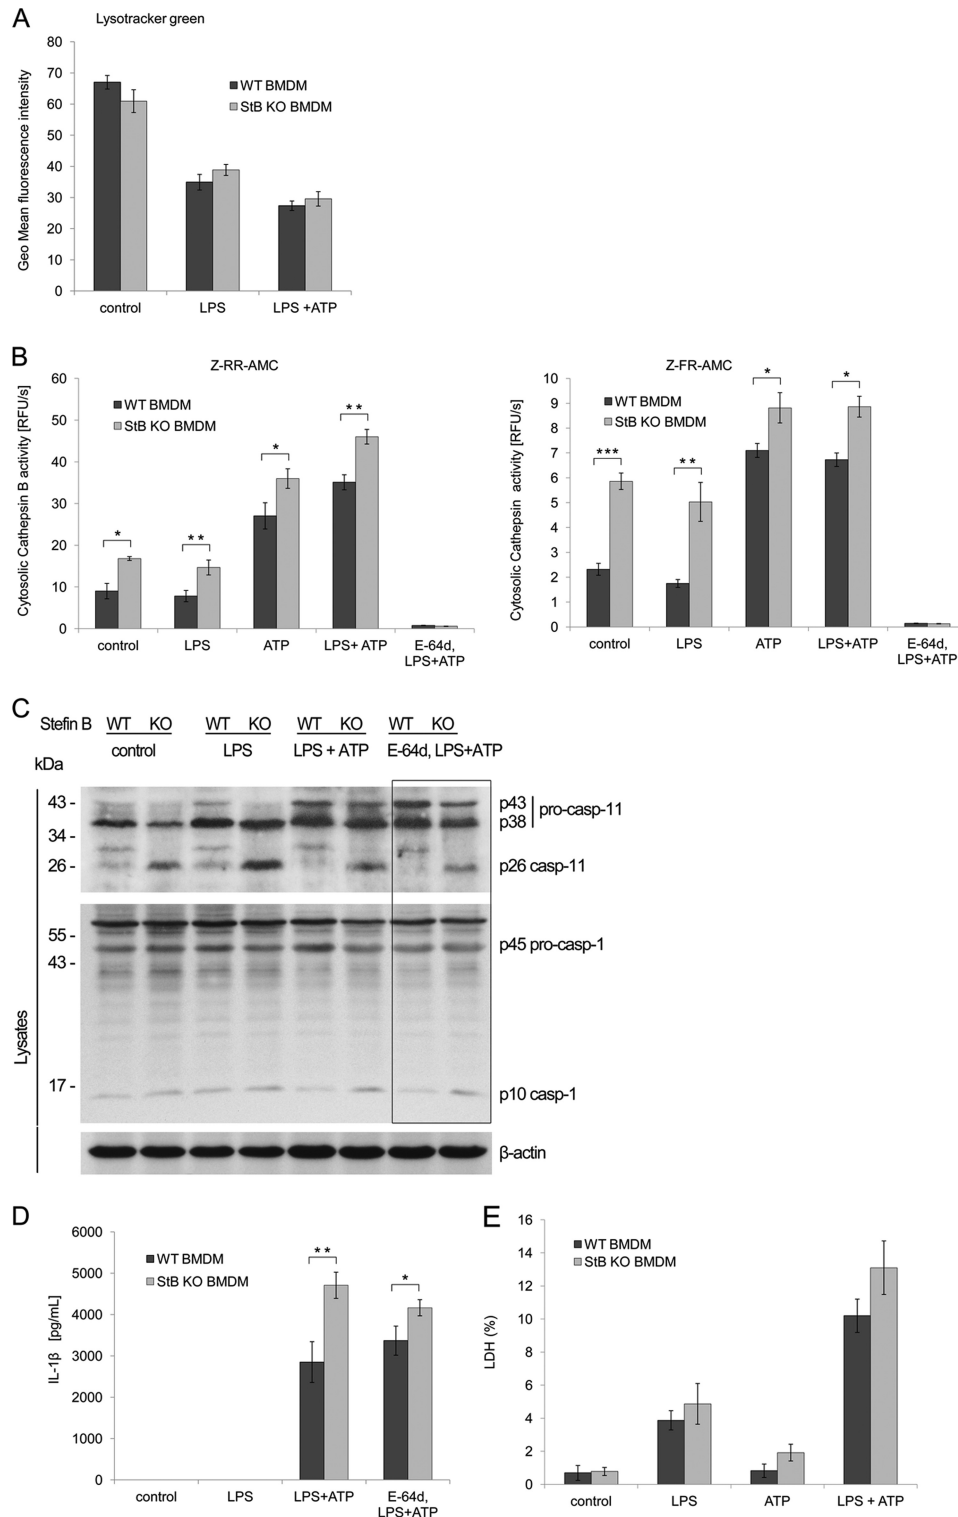 A
Lysotracker green
Geo Mean fluorescence intensity
80
70
60
50
40
30
20
10
0
WT BMDM
StB KO BMDM
control LPS LPS +ATP
B
Z-RR-AMC
Cytosolic Cathepsin B activity [RFU/s]
60
50
40
30
20
10
0
WT BMDM
StB KO BMDM
* ** * **
control LPS ATP LPS+ ATP E-64d,
LPS+ATP
Z-FR-AMC
Cytosolic Cathepsin activity [RFU/s]
10
9
8
7
6
5
4
3
2
1
0
WT BMDM
StB KO BMDM
*** ** * *
control LPS ATP LPS+ATP E-64d,
LPS+ATP
C
Stefin B WT KO WT KO WT KO WT KO
control LPS LPS + ATP E-64d, LPS+ATP
kDa
43 -
34 -
26 -
p43
p38
pro-casp-11
p26 casp-11
55 -
43 -
17 -
p45 pro-casp-1
p10 casp-1
Lysates
β-actin
D
IL-1β [pg/mL]
6000
5000
4000
3000
2000
1000
0
WT BMDM
StB KO BMDM
** *
control LPS LPS+ATP E-64d,
LPS+ATP
E
LDH (%)
16
14
12
10
8
6
4
2
0
WT BMDM
StB KO BMDM
control LPS ATP LPS + ATP